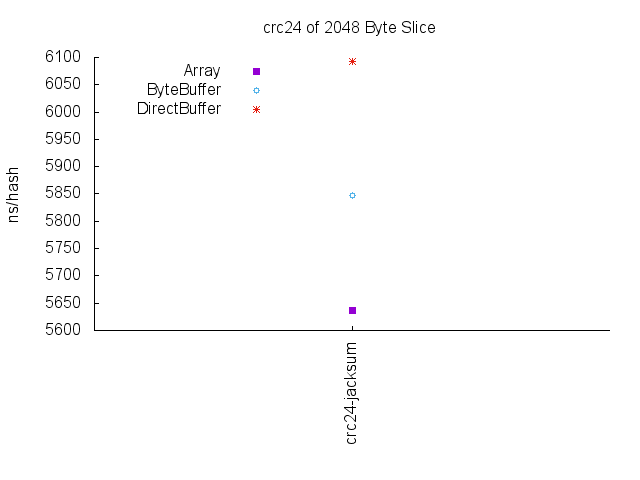 crc24 of 2048 Byte Slice
6100
6050
6000
5950
5900
5850
5800
5750
5700
5650
5600
ns/hash
Array
ByteBuffer
DirectBuffer
crc24-jacksum